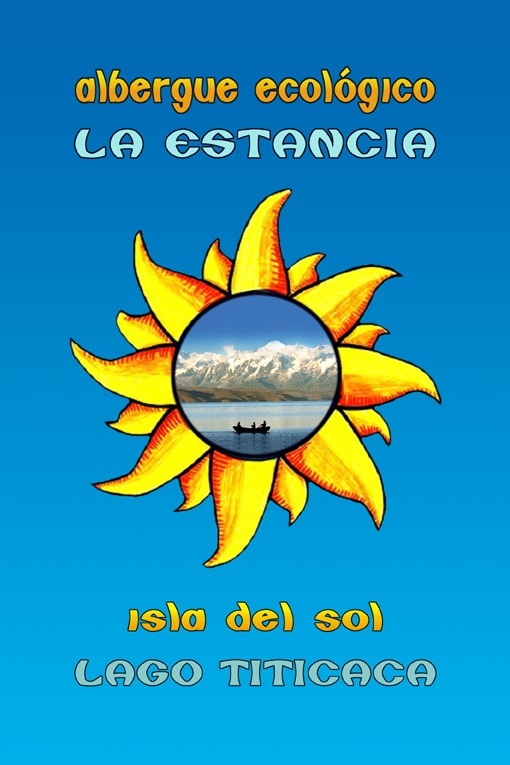 albergue ecológico
LA ESTANCIA
isla del sol
LAGO TITICACA